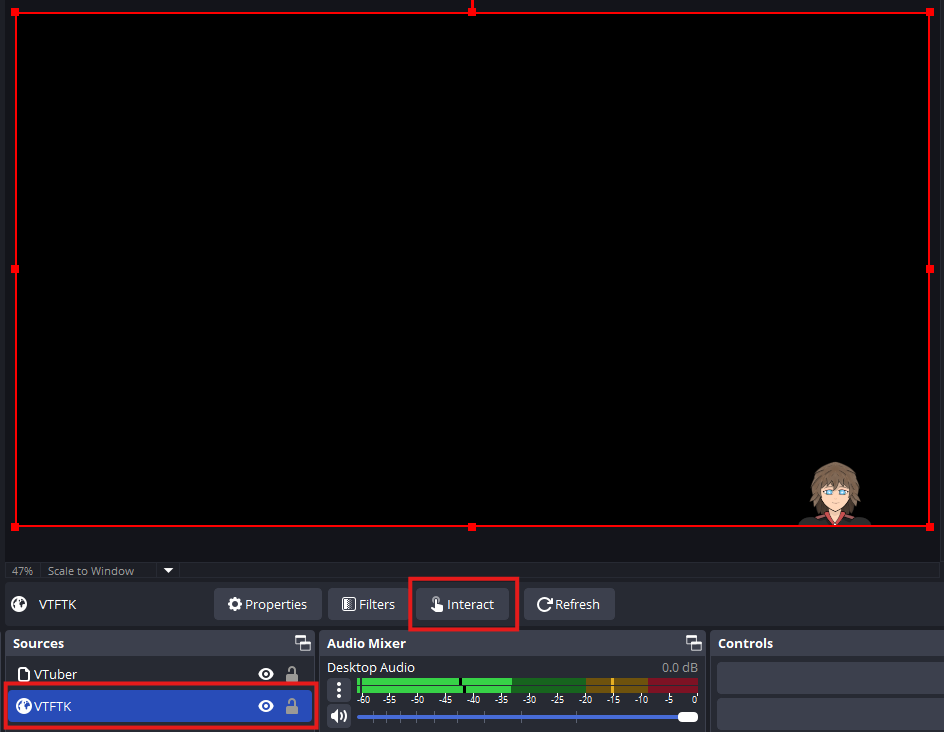 47% Scale to Window
VTFTK Properties Filters Interact Refresh
Sources Audio Mixer Controls
Desktop Audio 0.0 dB
VTuber
-60 -55 -50 -45 -40 -35 -30 -25 -20 -15 -10 -5 0
VTFTK